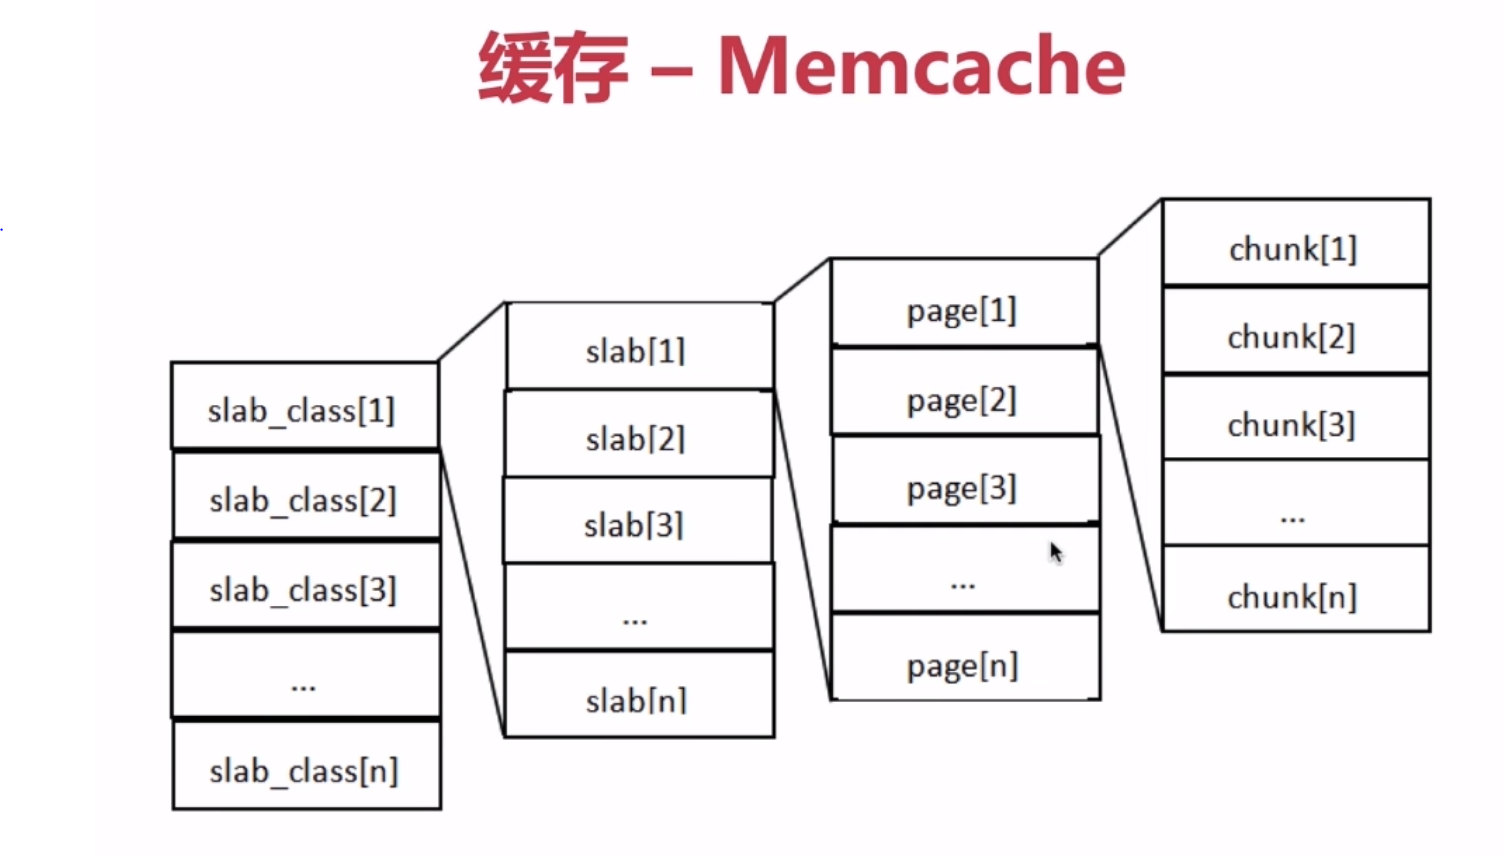 缓存 – Memcache
slab_class[1]
slab_class[2]
slab_class[3]
...
slab_class[n]
slab[1]
slab[2]
slab[3]
...
slab[n]
page[1]
page[2]
page[3]
...
page[n]
chunk[1]
chunk[2]
chunk[3]
...
chunk[n]